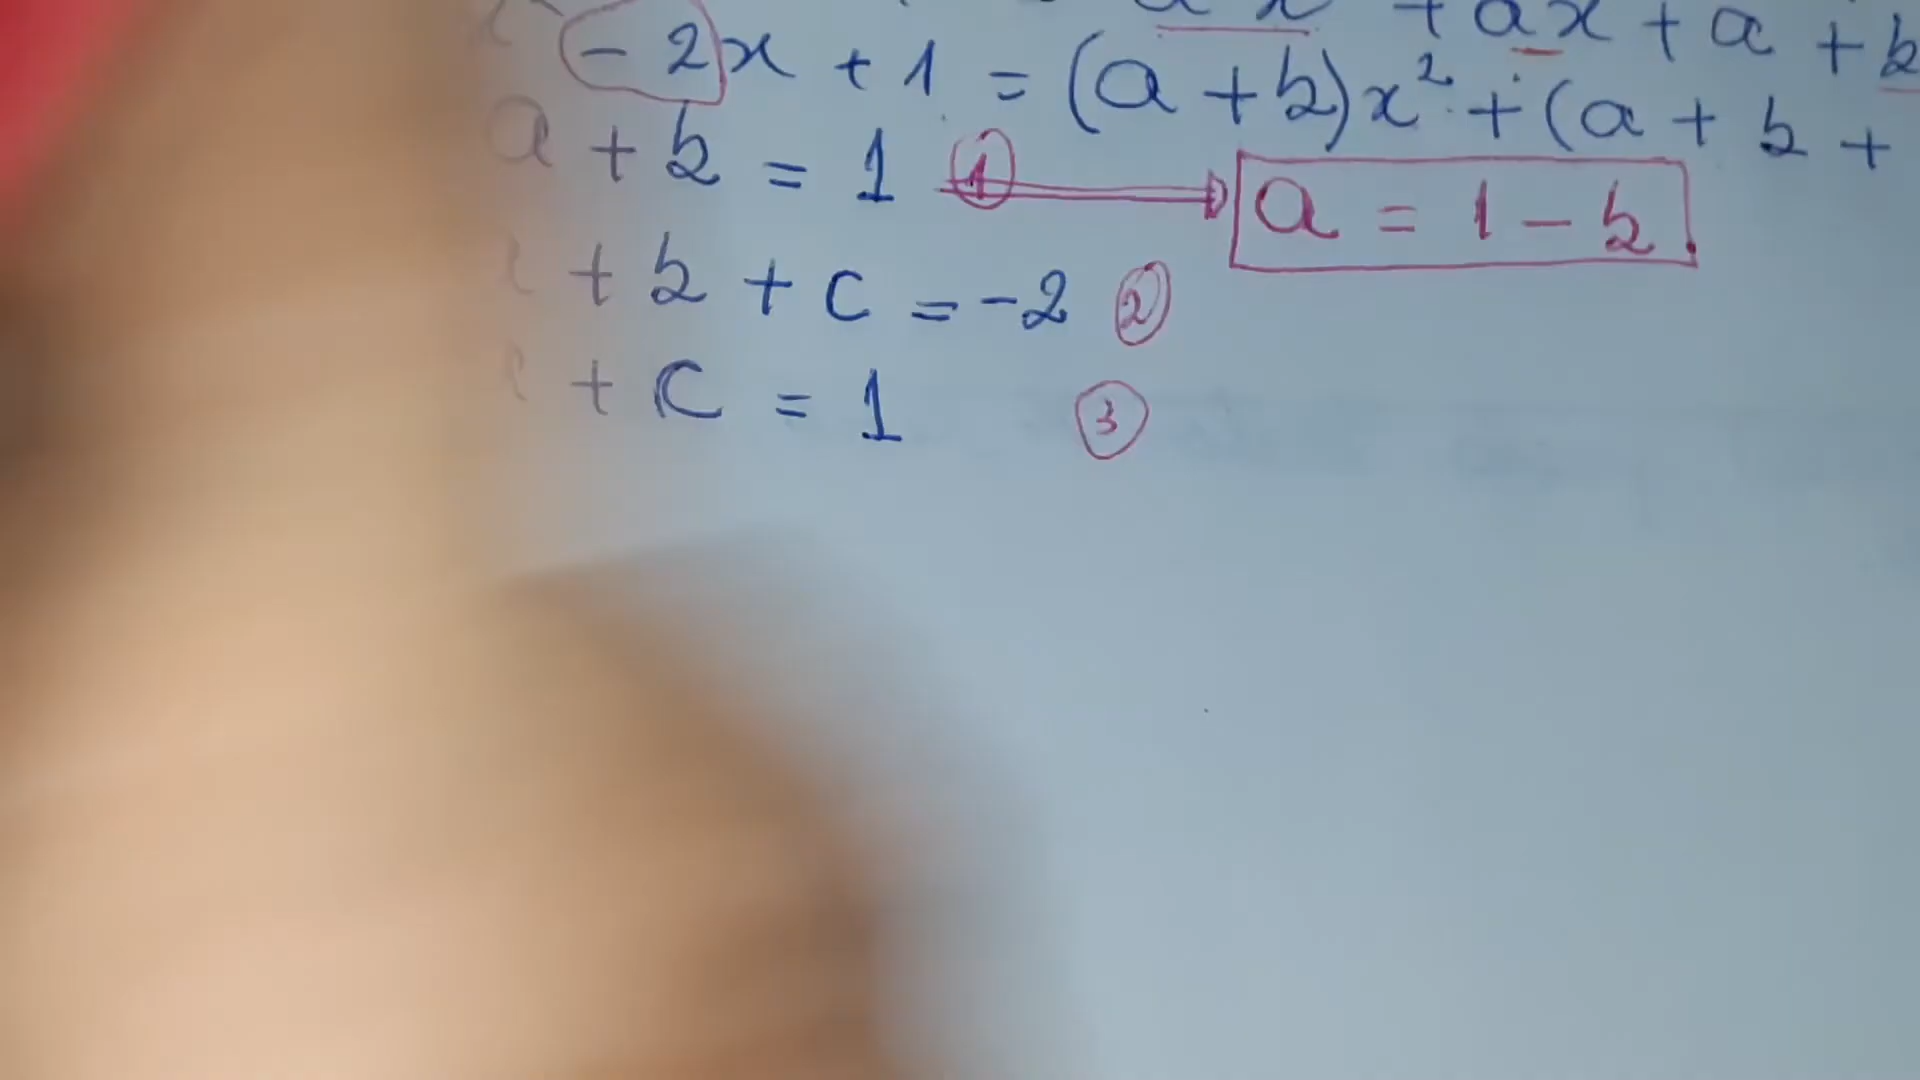 + ax + a + b
- 2x + 1 = (a + b)x² + (a + b +
a + b = 1 ① ⇒ a = 1 - b
+ b + c = -2 ②
+ c = 1 ③